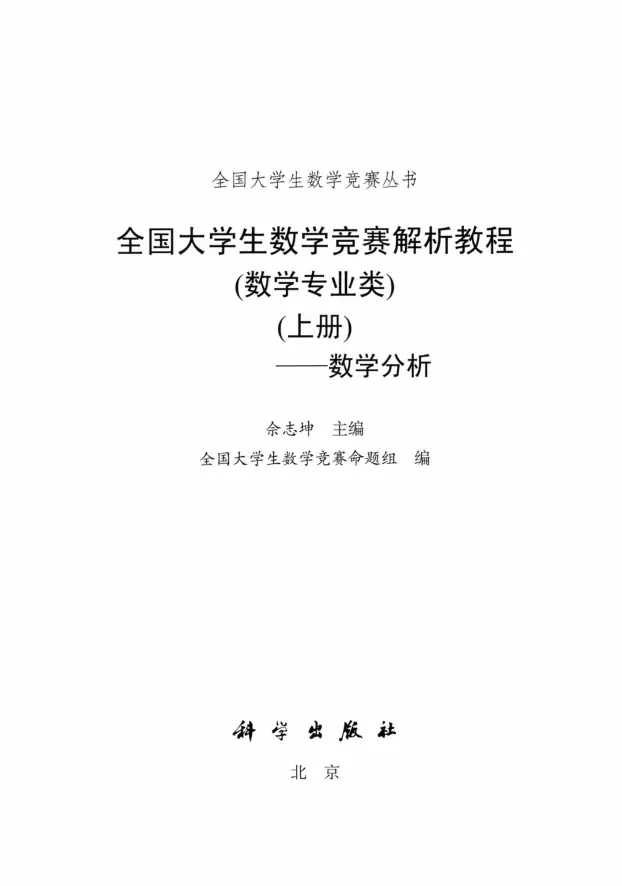 全国大学生数学竞赛丛书
全国大学生数学竞赛解析教程
(数学专业类)
(上册)
——数学分析
佘志坤 主编
全国大学生数学竞赛命题组 编
科学出版社
北京